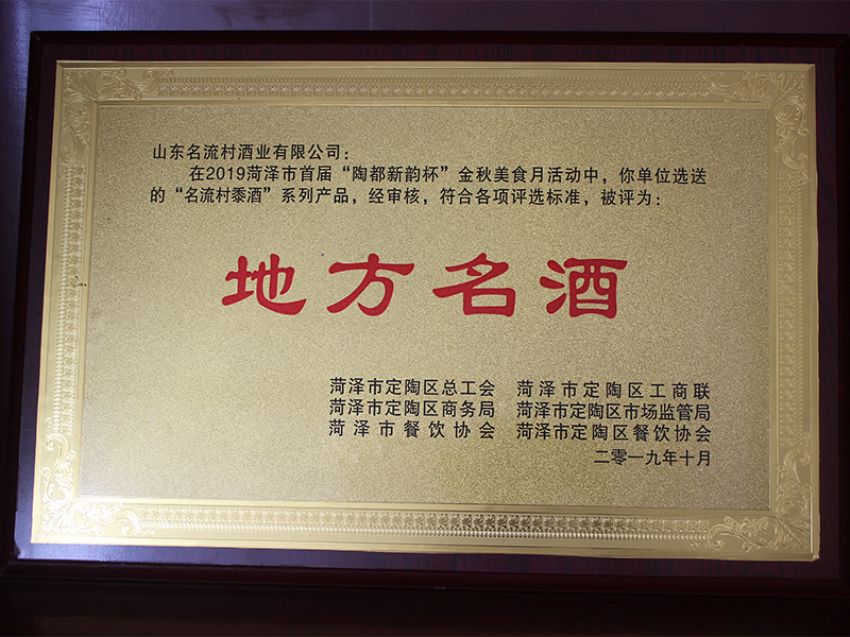 山东名流村酒业有限公司：
在2019菏泽市首届“陶都新韵杯”金秋美食月活动中，你单位选送
的“名流村黍酒”系列产品，经审核，符合各项评选标准，被评为：
地方名酒
菏泽市定陶区总工会 菏泽市定陶区工商联
菏泽市定陶区商务局 菏泽市定陶区市场监管局
菏泽市餐饮协会 菏泽市定陶区餐饮协会
二零一九年十月